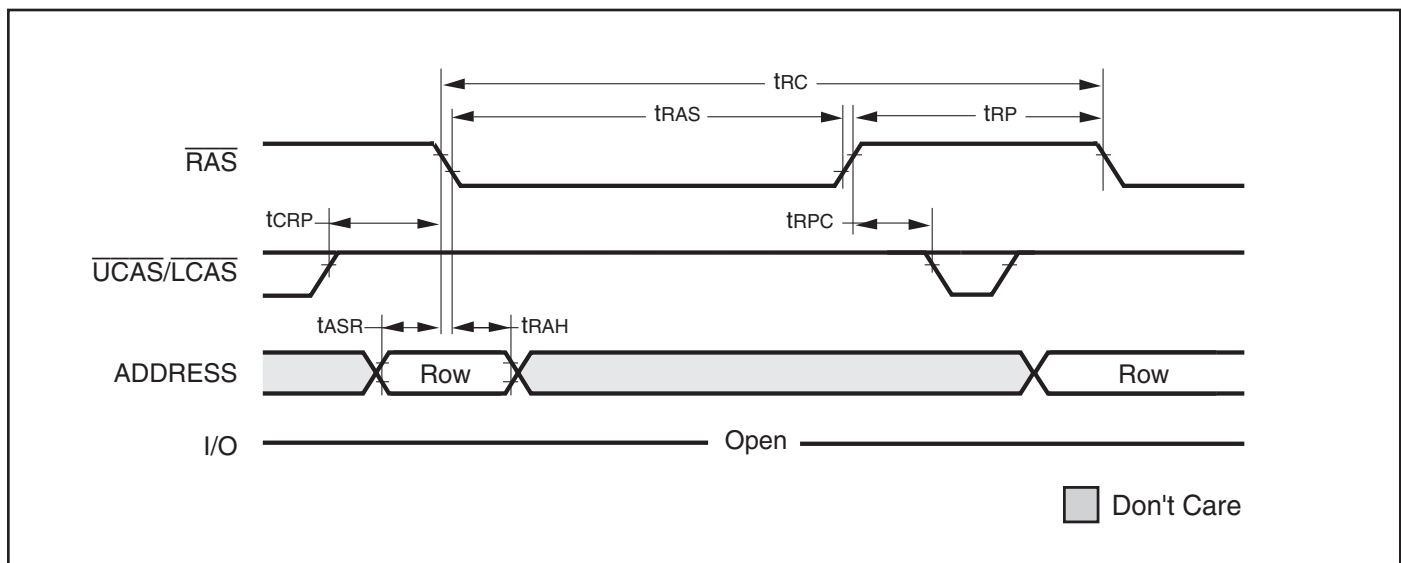 tRC
tRAS
tRP
RAS
tCRP
tRPC
UCAS/LCAS
tASR
tRAH
ADDRESS
Row
Row
I/O
Open
Don't Care